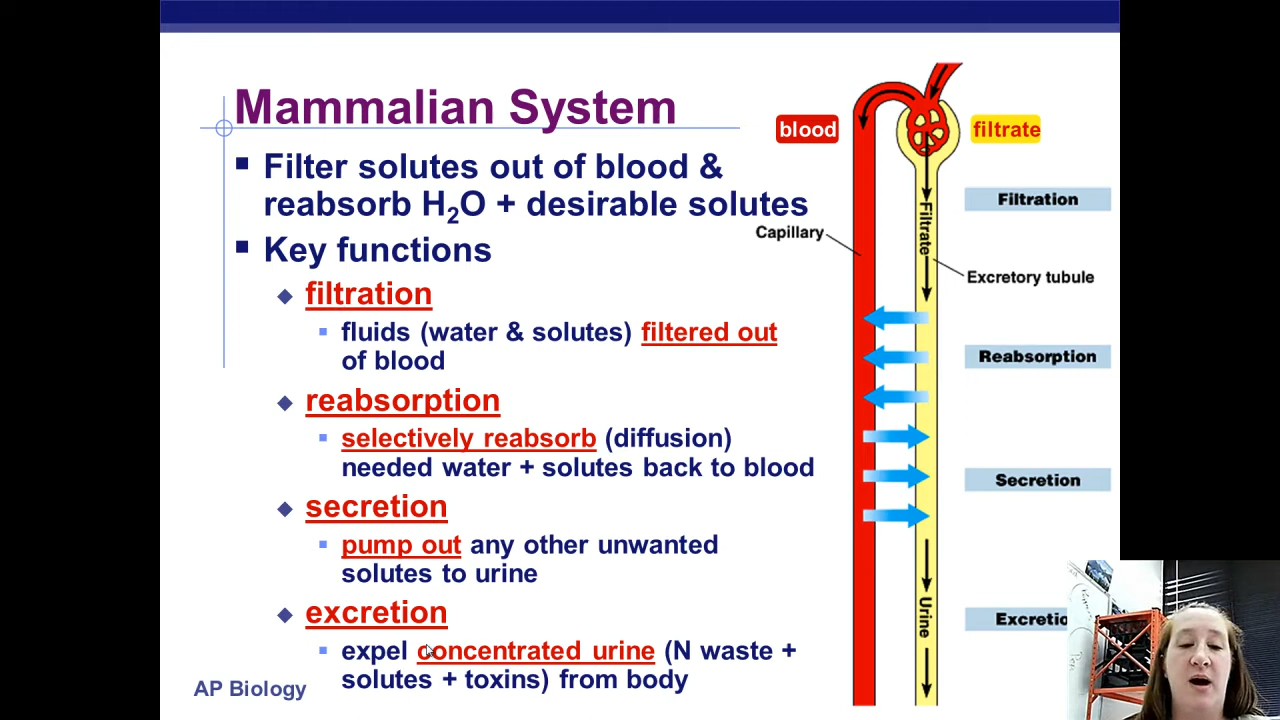 Mammalian System
Filter solutes out of blood &
reabsorb H₂O + desirable solutes
Key functions
filtration
fluids (water & solutes) filtered out
of blood
reabsorption
selectively reabsorb (diffusion)
needed water + solutes back to blood
secretion
pump out any other unwanted
solutes to urine
excretion
expel concentrated urine (N waste +
solutes + toxins) from body
AP Biology
blood
filtrate
Filtration
Capillary
Filtrate
Excretory tubule
Reabsorption
Secretion
Urine
Excretio